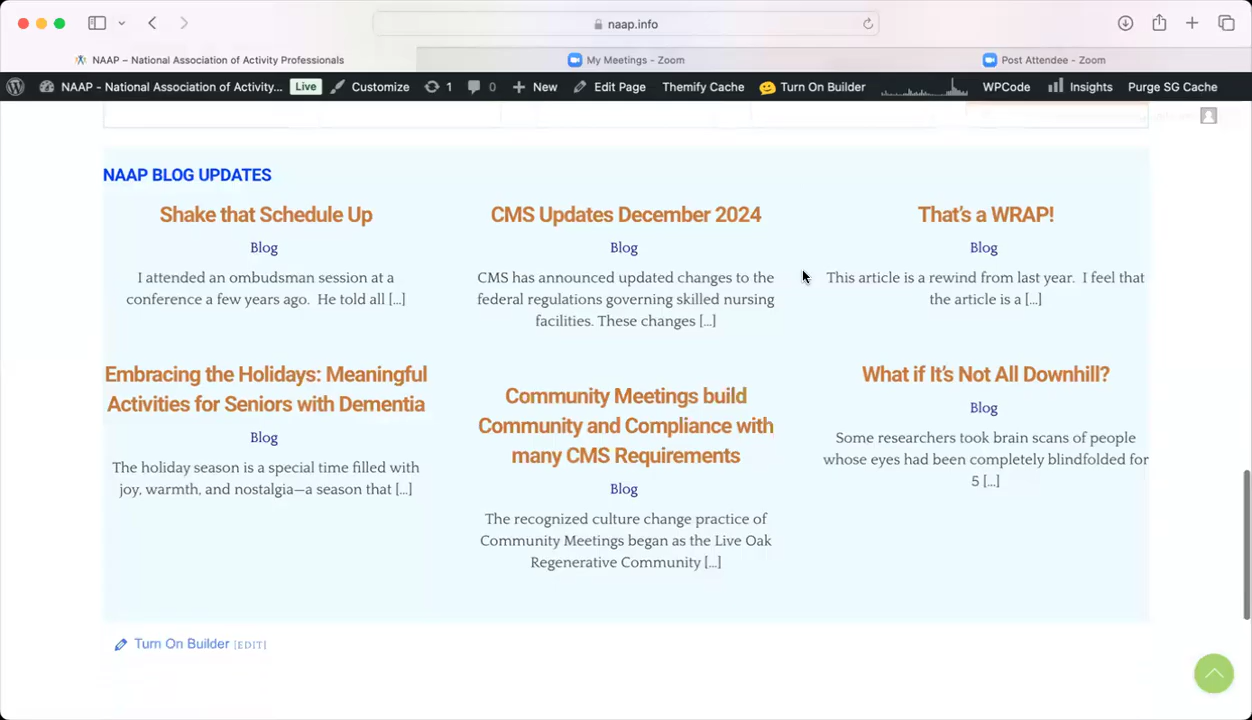 naap.info
NAAP – National Association of Activity Professionals
My Meetings - Zoom
Post Attendee - Zoom
NAAP - National Association of Activity... Live Customize 1 0 New Edit Page Themify Cache Turn On Builder WPCode Insights Purge SG Cache
NAAP BLOG UPDATES
Shake that Schedule Up
Blog
I attended an ombudsman session at a
conference a few years ago. He told all [...]
CMS Updates December 2024
Blog
CMS has announced updated changes to the
federal regulations governing skilled nursing
facilities. These changes [...]
That's a WRAP!
Blog
This article is a rewind from last year. I feel that
the article is a [...]
Embracing the Holidays: Meaningful
Activities for Seniors with Dementia
Blog
The holiday season is a special time filled with
joy, warmth, and nostalgia—a season that [...]
Community Meetings build
Community and Compliance with
many CMS Requirements
Blog
The recognized culture change practice of
Community Meetings began as the Live Oak
Regenerative Community [...]
What if It's Not All Downhill?
Blog
Some researchers took brain scans of people
whose eyes had been completely blindfolded for
5 [...]
Turn On Builder [EDIT]